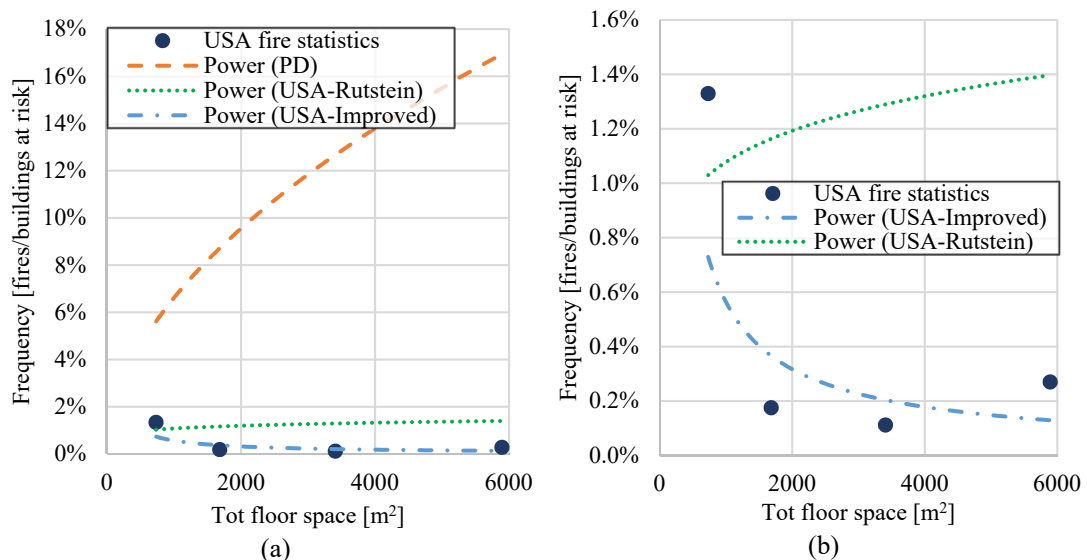 18%
16%
14%
12%
10%
8%
6%
4%
2%
0%
Frequency [fires/buildings at risk]
USA fire statistics
Power (PD)
Power (USA-Rutstein)
Power (USA-Improved)
0 2000 4000 6000
Tot floor space [m²]
(a)
1.6%
1.4%
1.2%
1.0%
0.8%
0.6%
0.4%
0.2%
0.0%
Frequency [fires/buildings at risk]
USA fire statistics
Power (USA-Improved)
Power (USA-Rutstein)
0 2000 4000 6000
Tot floor space [m²]
(b)